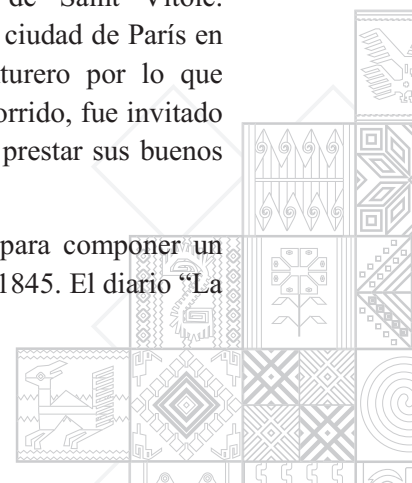 de Saint Vitole.
ciudad de París en
turero por lo que
orrido, fue invitado
prestar sus buenos
para componer un
1845. El diario “La